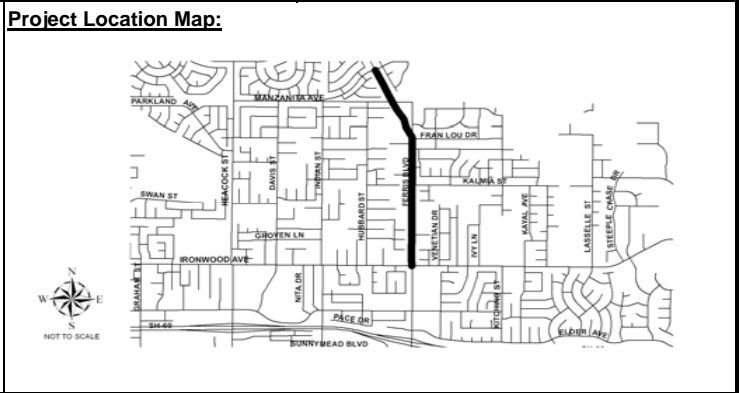 Project Location Map:
MANZANITA AVE
PARKLAND AVE
FRAN LOU DR
HEACOCK ST
DAVIS ST
INDIAN ST
PERRIS BLVD
KALMIA ST
STEEPLE CHASE DR
SWAN ST
HUBBARD ST
VENETIAN DR
IVY LN
KAYAL AVE
LASSELLE ST
GROVEN LN
IRONWOOD AVE
GRAHAM ST
NITA DR
KITCHING ST
N
W
E
S
NOT TO SCALE
SH-60
PACE DR
ELDER AVE
SUNNYMEAD BLVD